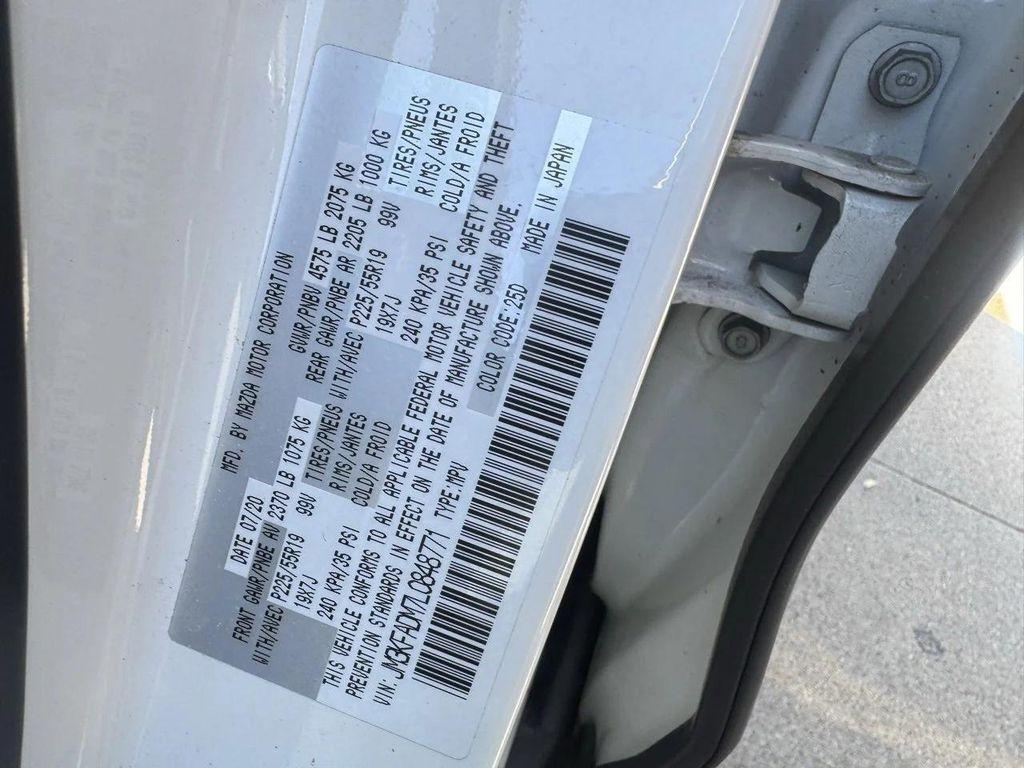 MFD. BY MAZDA MOTOR CORPORATION
DATE 07/20 GVWR/PNBV 4575 LB 2075 KG
FRONT GAWR/PNBE AV 2370 LB 1075 KG REAR GAWR/PNBE AR 2205 LB 1000 KG
WITH/AVEC P225/55R19 99V TIRES/PNEUS WITH/AVEC P225/55R19 99V TIRES/PNEUS
19X7J RIMS/JANTES 19X7J RIMS/JANTES
240 KPA/35 PSI COLD/A FROID 240 KPA/35 PSI COLD/A FROID
THIS VEHICLE CONFORMS TO ALL APPLICABLE FEDERAL MOTOR VEHICLE SAFETY AND THEFT
PREVENTION STANDARDS IN EFFECT ON THE DATE OF MANUFACTURE SHOWN ABOVE.
VIN: JM3KFADM7L0848771 TYPE:MPV COLOR CODE:25D MADE IN JAPAN
8
8